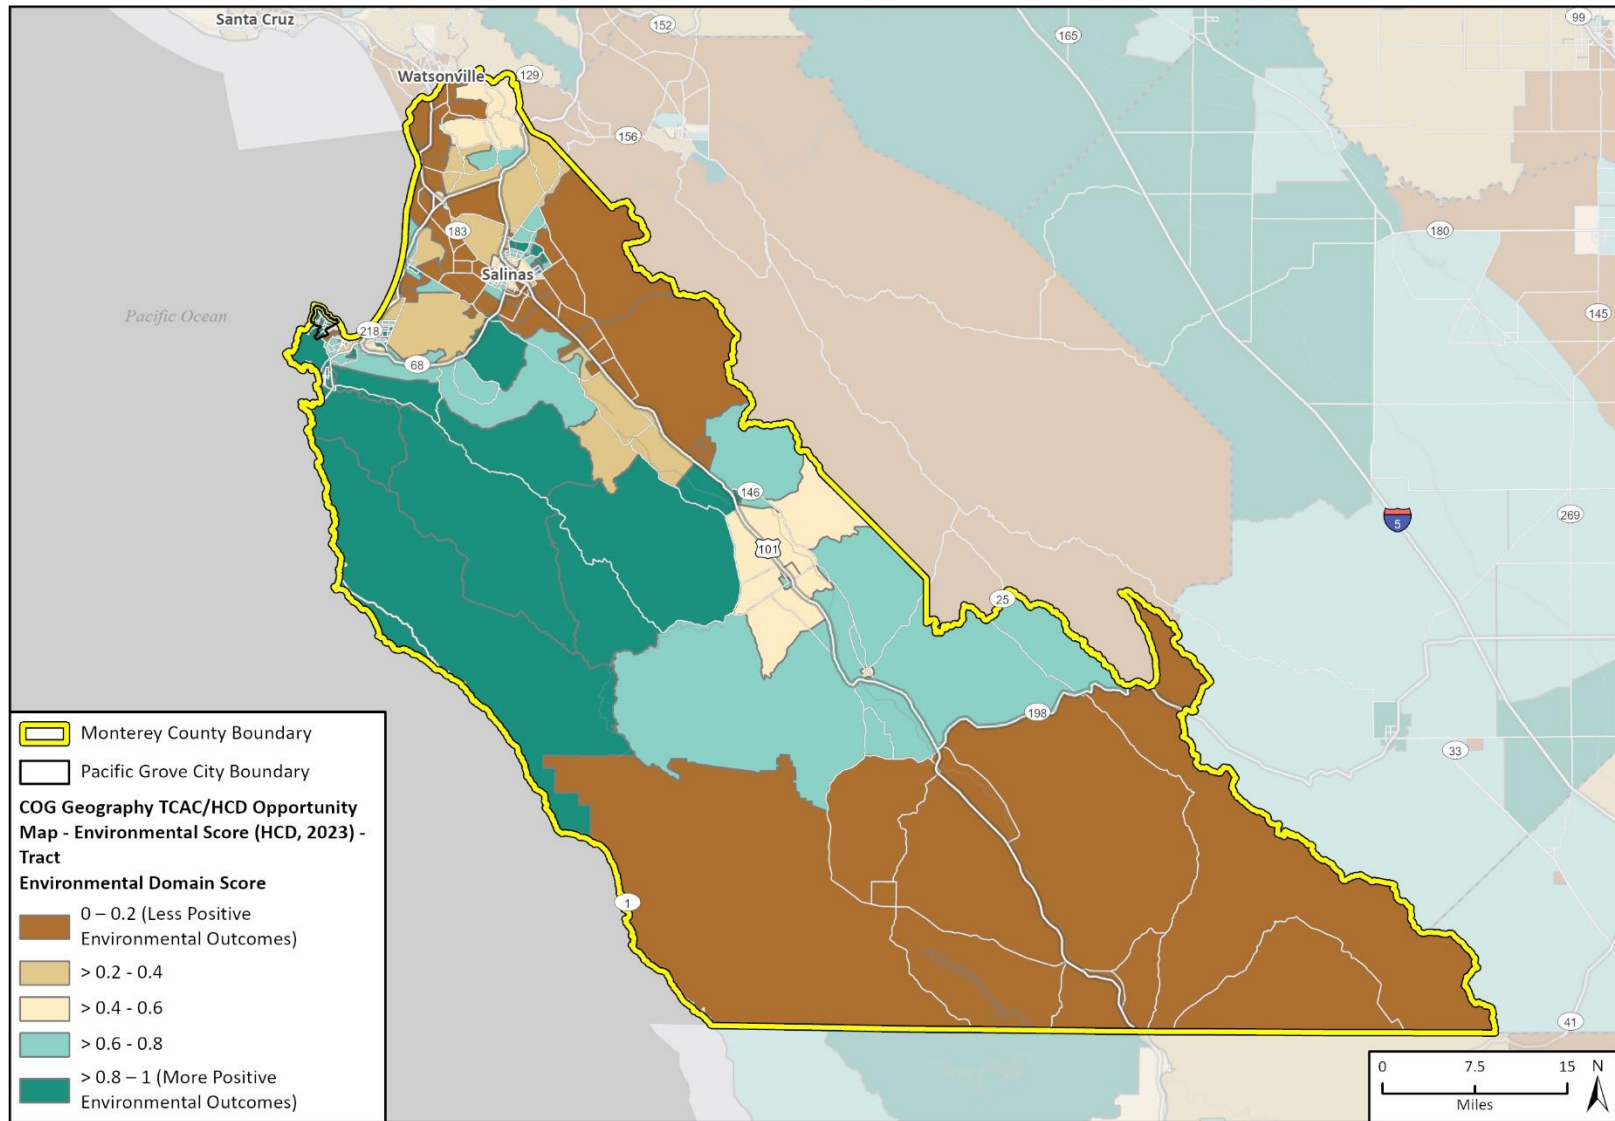 Santa Cruz
152
165
99
Watsonville
129
156
180
183
Salinas
Pacific Ocean
145
218
68
146
5
269
101
25
198
33
1
41
Monterey County Boundary
Pacific Grove City Boundary
COG Geography TCAC/HCD Opportunity
Map - Environmental Score (HCD, 2023) -
Tract
Environmental Domain Score
0 – 0.2 (Less Positive
Environmental Outcomes)
> 0.2 - 0.4
> 0.4 - 0.6
> 0.6 - 0.8
> 0.8 – 1 (More Positive
Environmental Outcomes)
0 7.5 15 N
Miles